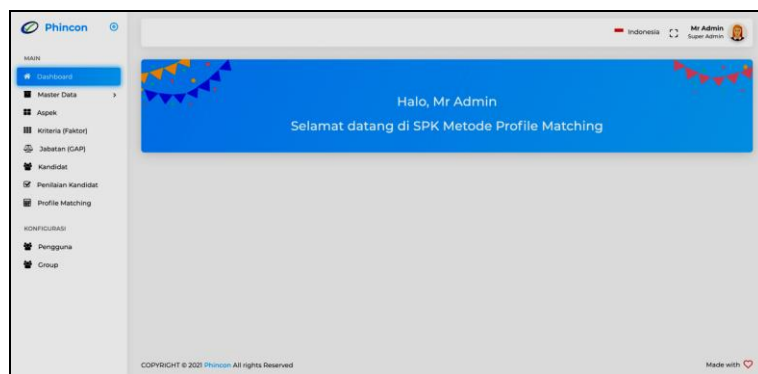 Phincon
Indonesia
Mr Admin
Super Admin
MAIN
Dashboard
Master Data
Aspek
Kriteria (Faktor)
Jabatan (GAP)
Kandidat
Penilaian Kandidat
Profile Matching
KONFIGURASI
Pengguna
Group
Halo, Mr Admin
Selamat datang di SPK Metode Profile Matching
COPYRIGHT © 2021 Phincon All rights Reserved
Made with